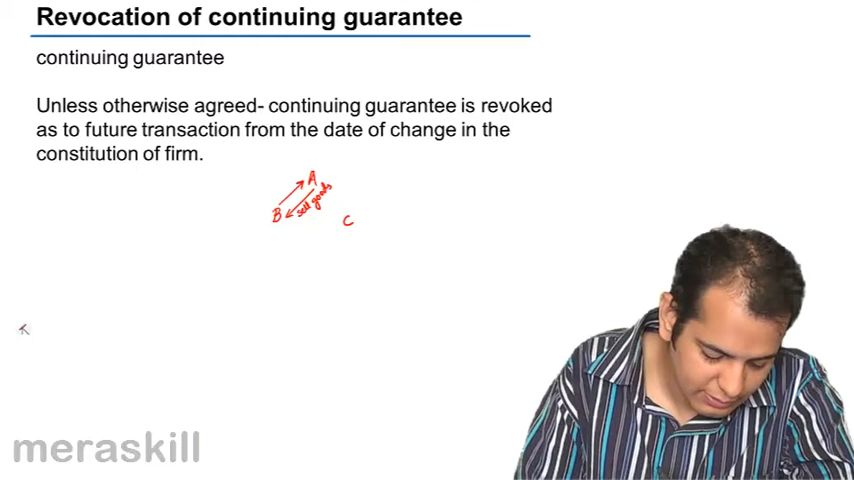 Revocation of continuing guarantee
continuing guarantee
Unless otherwise agreed- continuing guarantee is revoked
as to future transaction from the date of change in the
constitution of firm.
A
sell goods
B
C
meraskill